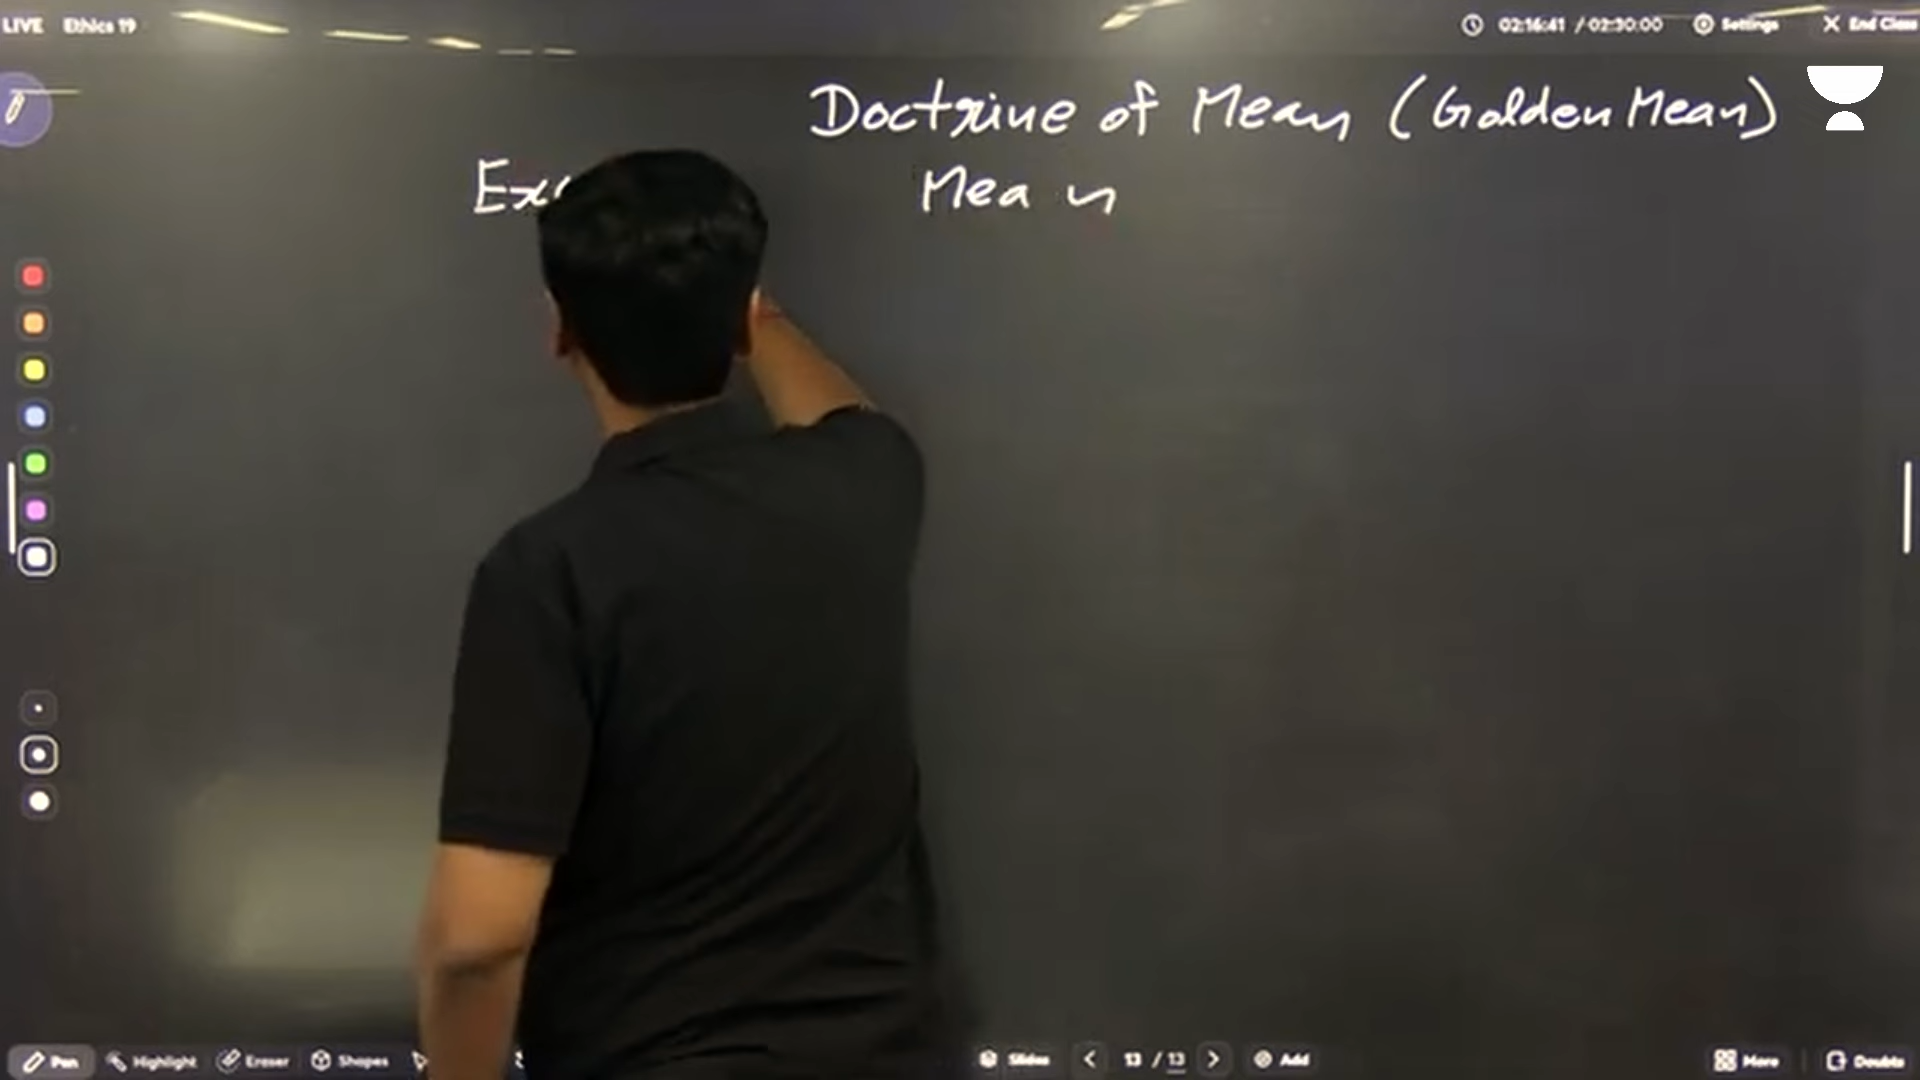 LIVE Ethics 19 02:16:41 / 02:30:00 Settings End Class
Doctrine of Mean (Golden Mean)
Mean
Pen Highlight Eraser Shapes Slides 13 / 13 Add More Doubts